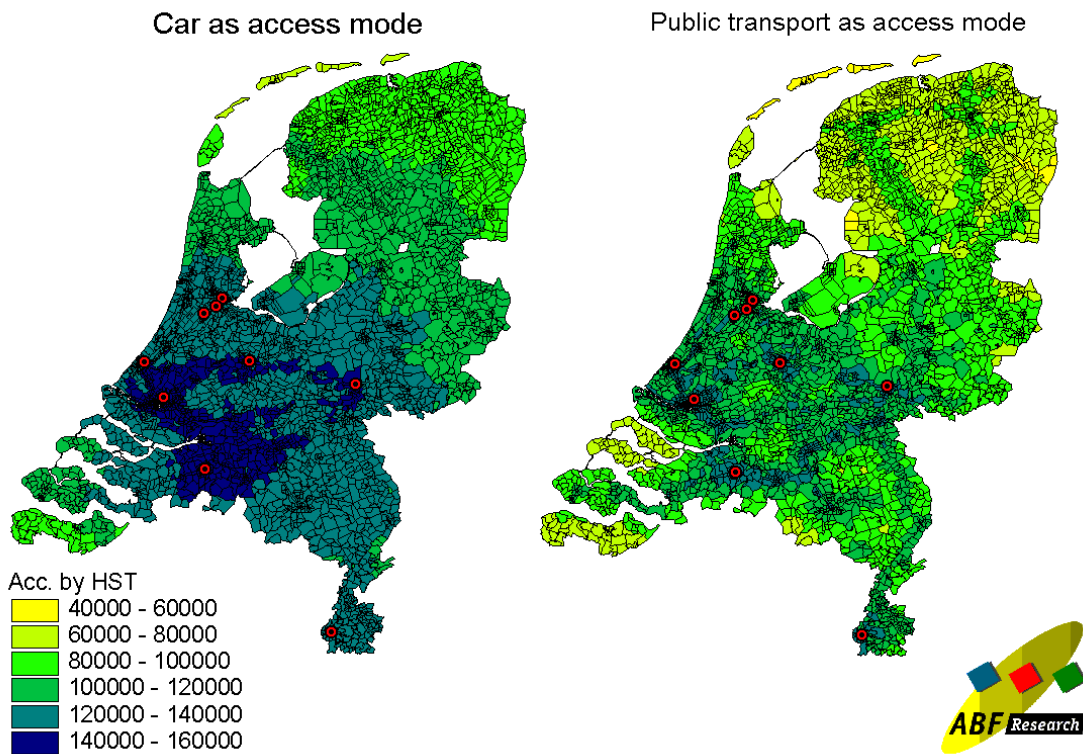 Car as access mode
Public transport as access mode
Acc. by HST
40000 - 60000
60000 - 80000
80000 - 100000
100000 - 120000
120000 - 140000
140000 - 160000
ABF Research